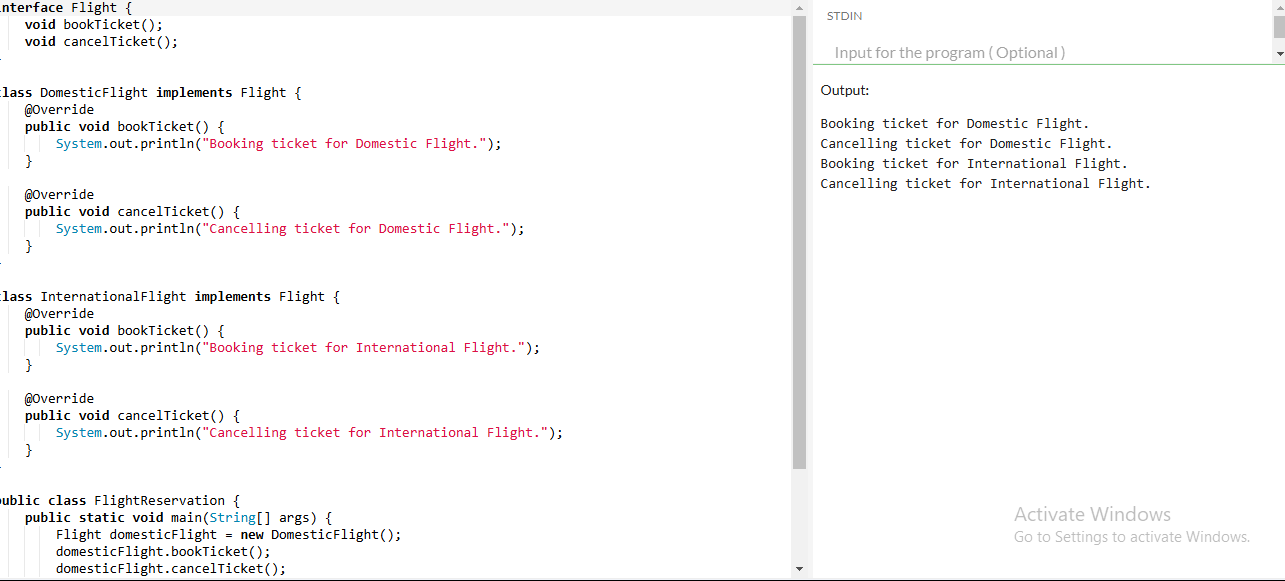 nterface Flight {
    void bookTicket();
    void cancelTicket();

lass DomesticFlight implements Flight {
    @Override
    public void bookTicket() {
        System.out.println("Booking ticket for Domestic Flight.");
    }

    @Override
    public void cancelTicket() {
        System.out.println("Cancelling ticket for Domestic Flight.");
    }

lass InternationalFlight implements Flight {
    @Override
    public void bookTicket() {
        System.out.println("Booking ticket for International Flight.");
    }

    @Override
    public void cancelTicket() {
        System.out.println("Cancelling ticket for International Flight.");
    }

ublic class FlightReservation {
    public static void main(String[] args) {
        Flight domesticFlight = new DomesticFlight();
        domesticFlight.bookTicket();
        domesticFlight.cancelTicket();
STDIN
Input for the program ( Optional )
Output:
Booking ticket for Domestic Flight.
Cancelling ticket for Domestic Flight.
Booking ticket for International Flight.
Cancelling ticket for International Flight.
Activate Windows
Go to Settings to activate Windows.